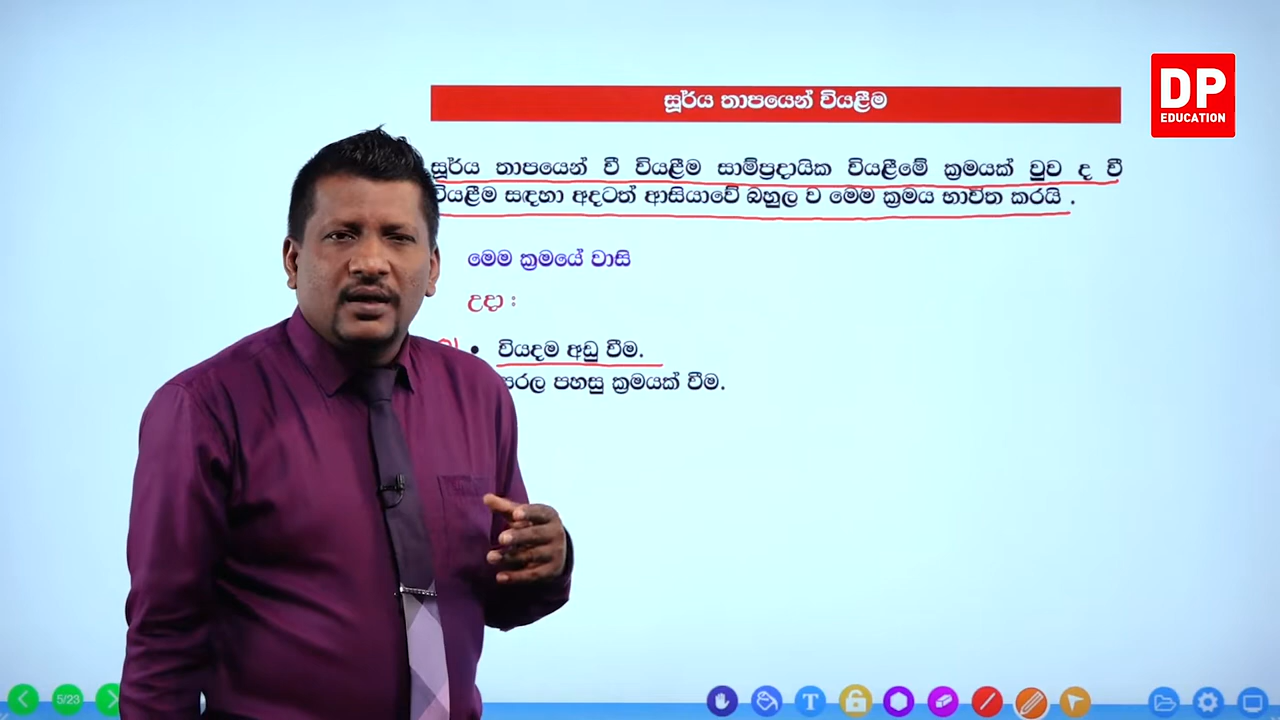 DP
EDUCATION
සූර්ය තාපයෙන් වියළීම
සූර්ය තාපයෙන් වී වියළීම සාම්ප්‍රදායික වියළීමේ ක්‍රමයක් වුව ද වී
වියළීම සඳහා අදටත් ආසියාවේ බහුල ව මෙම ක්‍රමය භාවිත කරයි .
මෙම ක්‍රමයේ වාසි
උදා :
• වියදම අඩු වීම.
සරල පහසු ක්‍රමයක් වීම.
5/23
T